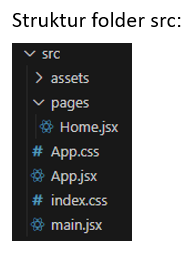 Struktur folder src:
src
assets
pages
Home.jsx
# App.css
App.jsx
# index.css
main.jsx